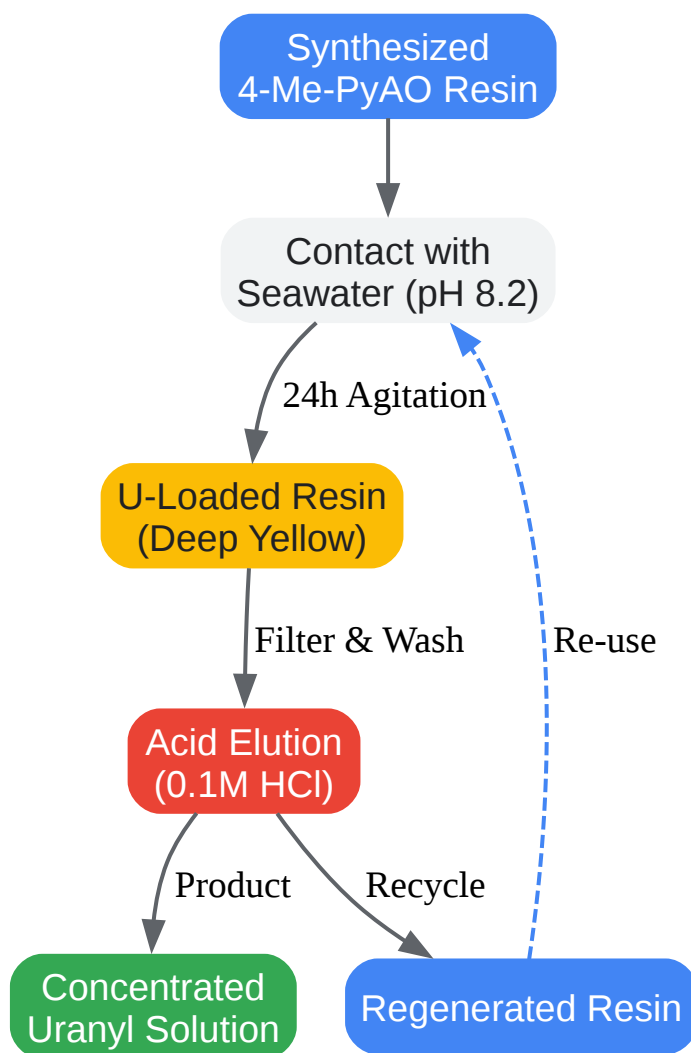 Synthesized
4-Me-PyAO Resin
Contact with
Seawater (pH 8.2)
24h Agitation
U-Loaded Resin
(Deep Yellow)
Filter & Wash
Re-use
Acid Elution
(0.1M HCl)
Product
Recycle
Concentrated
Uranyl Solution
Regenerated Resin